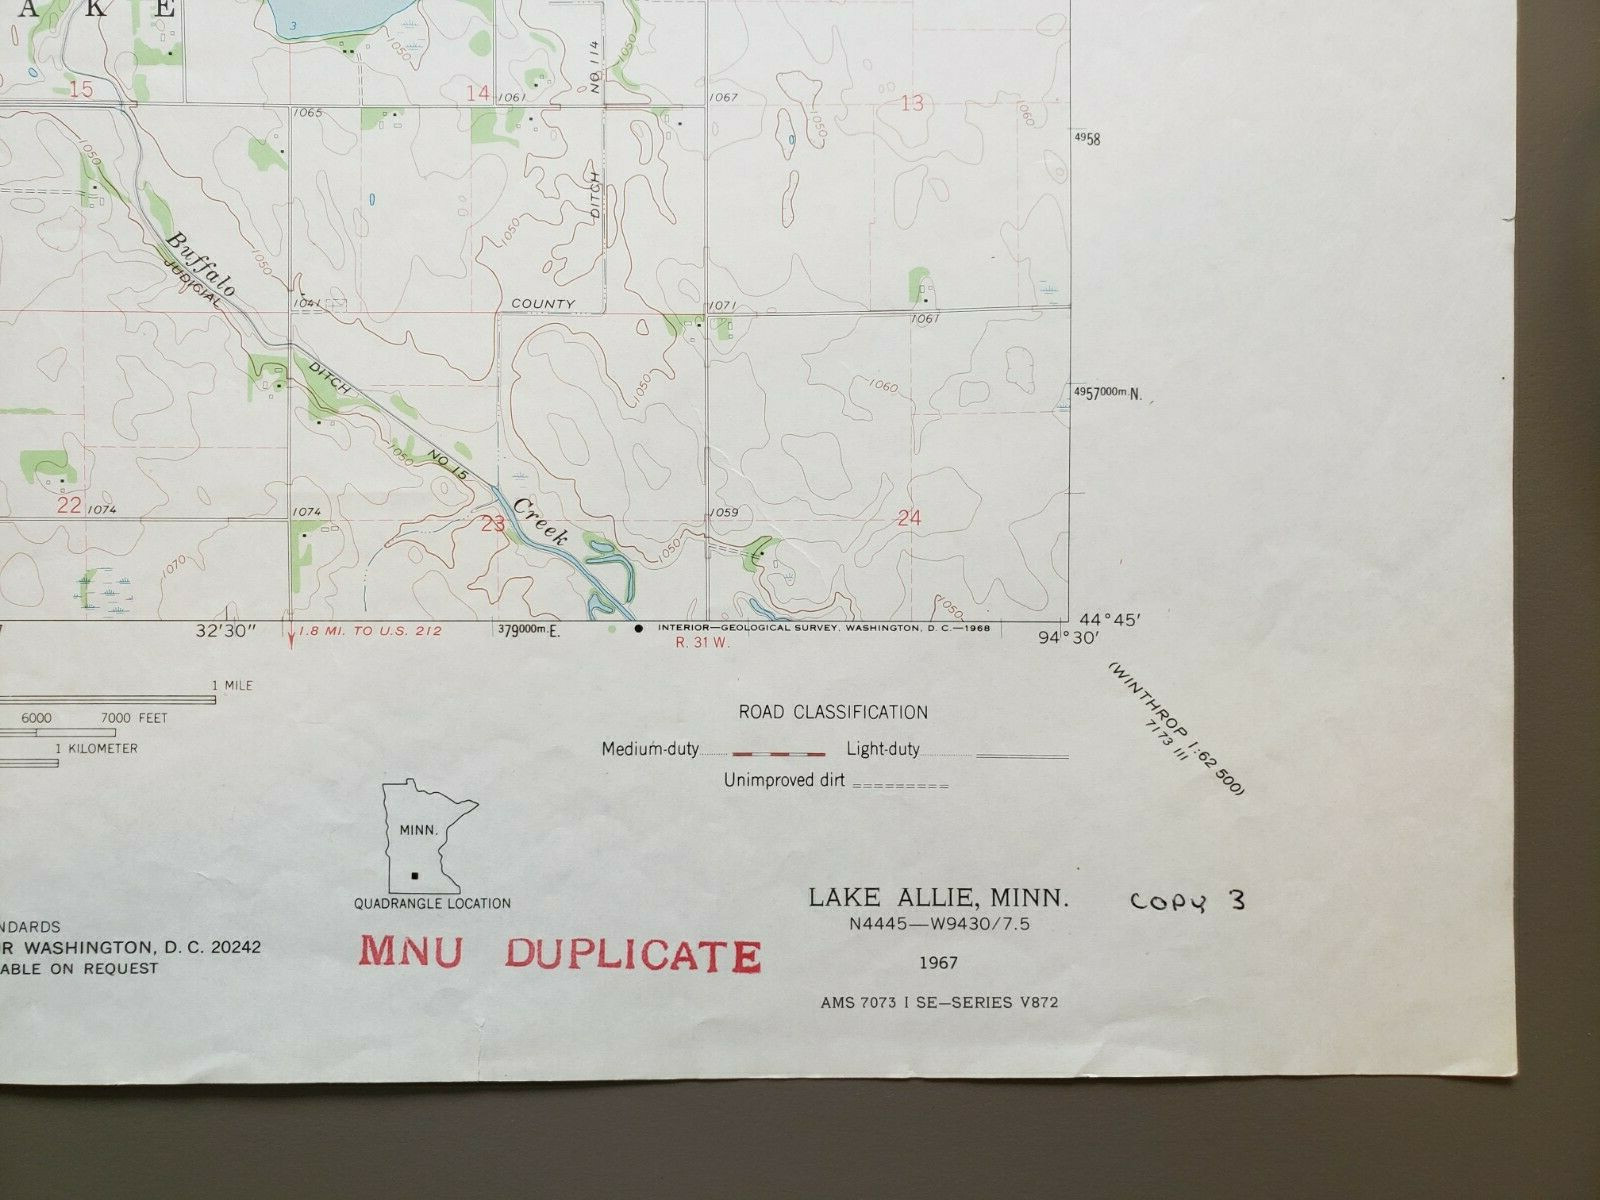 A K E
3
1050
1050
NO 114
15
14
1061
1067
13
1060
1050
1065
4958
1050
DITCH
1050
1050
1050
Buffalo
JUDICIAL
1041
COUNTY
1071
1061
DITCH
1050
1060
4957000m.N.
1050
NO 15
22
1074
1074
Creek
23
1059
24
1050
1070
1050
32'30"
1.8 MI. TO U.S. 212
379000m.E.
INTERIOR—GEOLOGICAL SURVEY, WASHINGTON, D. C.—1968
R. 31 W.
44°45'
94°30'
(WINTHROP 1:62 500)
7173 III
1 MILE
6000 7000 FEET
1 KILOMETER
ROAD CLASSIFICATION
Medium-duty Light-duty
Unimproved dirt
MINN.
QUADRANGLE LOCATION
NDARDS
R WASHINGTON, D. C. 20242
ABLE ON REQUEST
MNU DUPLICATE
LAKE ALLIE, MINN.
COPY 3
N4445—W9430/7.5
1967
AMS 7073 I SE—SERIES V872